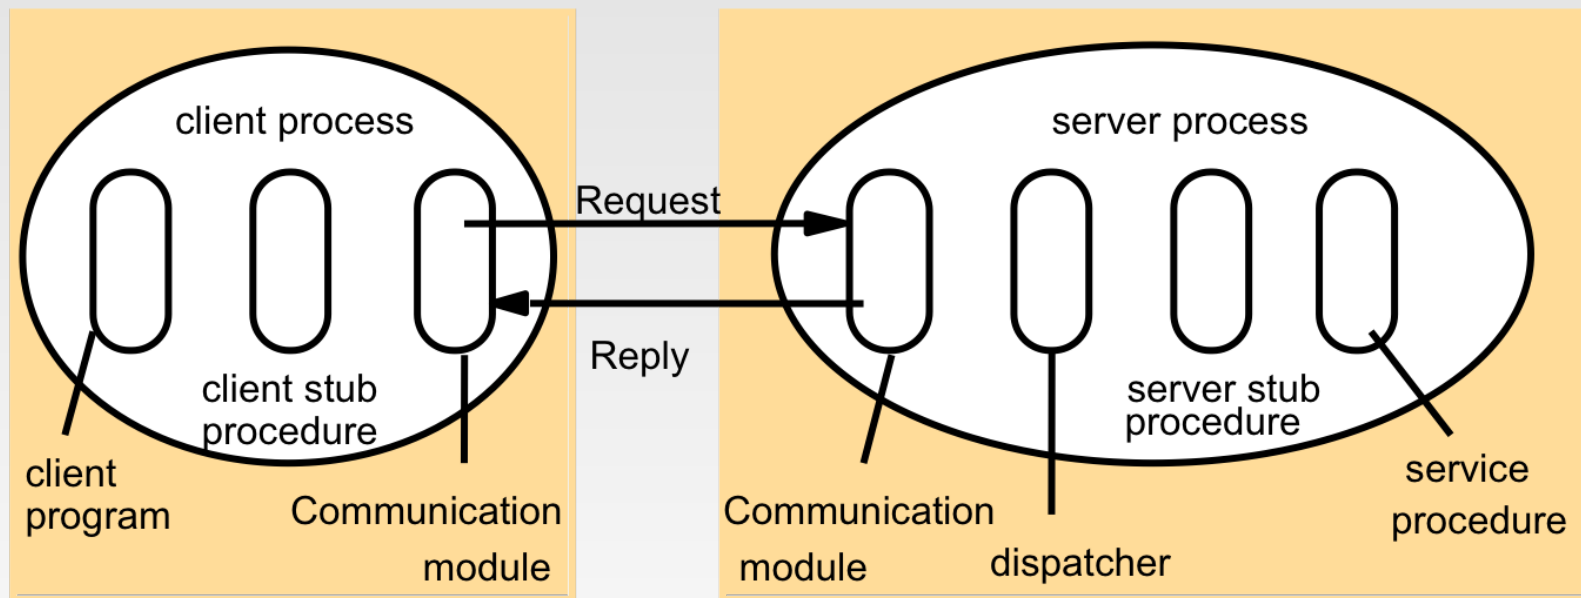 client process
server process
Request
Reply
client stub
procedure
server stub
procedure
client
program
Communication
module
Communication
module
dispatcher
service
procedure